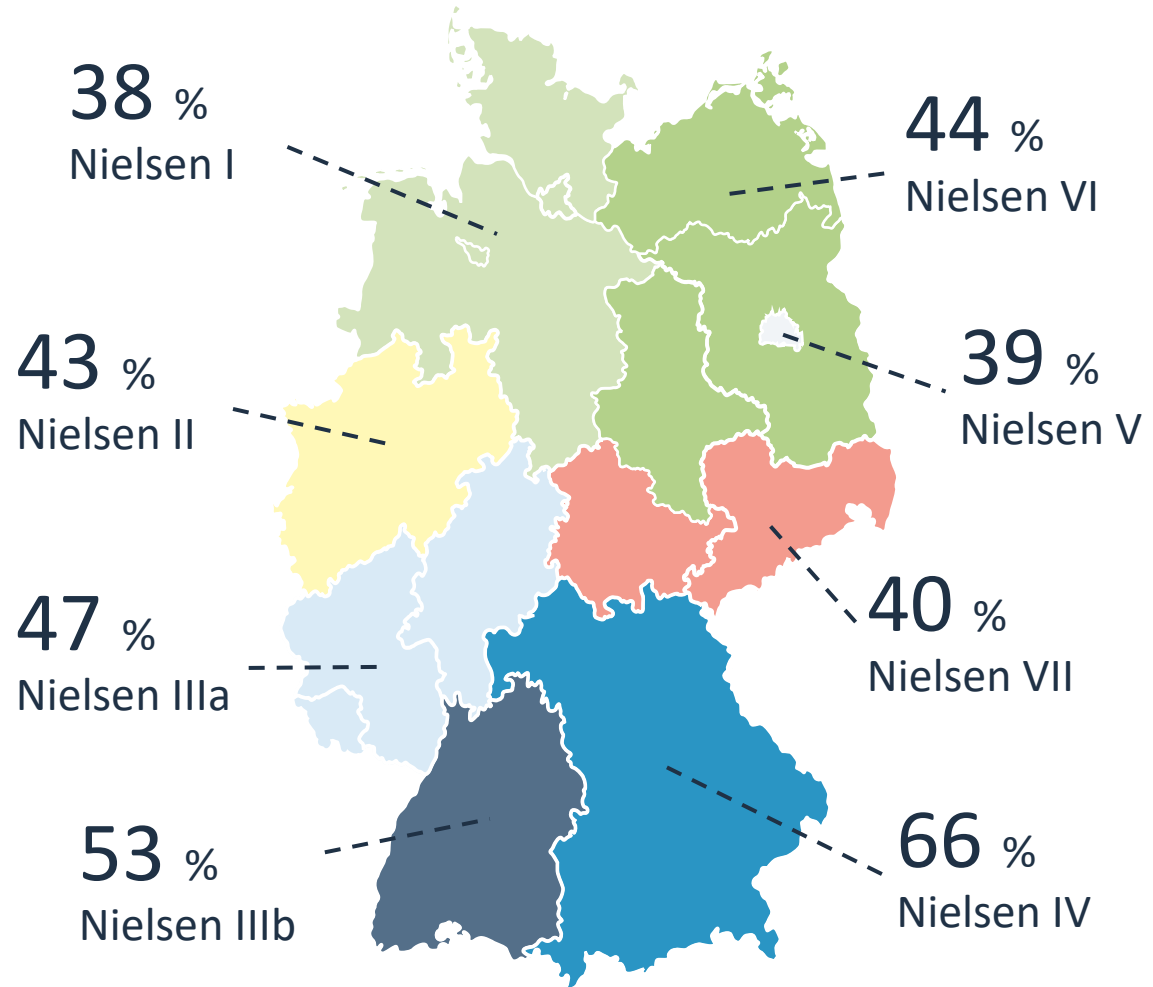 38 %
Nielsen I
44 %
Nielsen VI
43 %
Nielsen II
39 %
Nielsen V
47 %
Nielsen IIIa
40 %
Nielsen VII
53 %
Nielsen IIIb
66 %
Nielsen IV